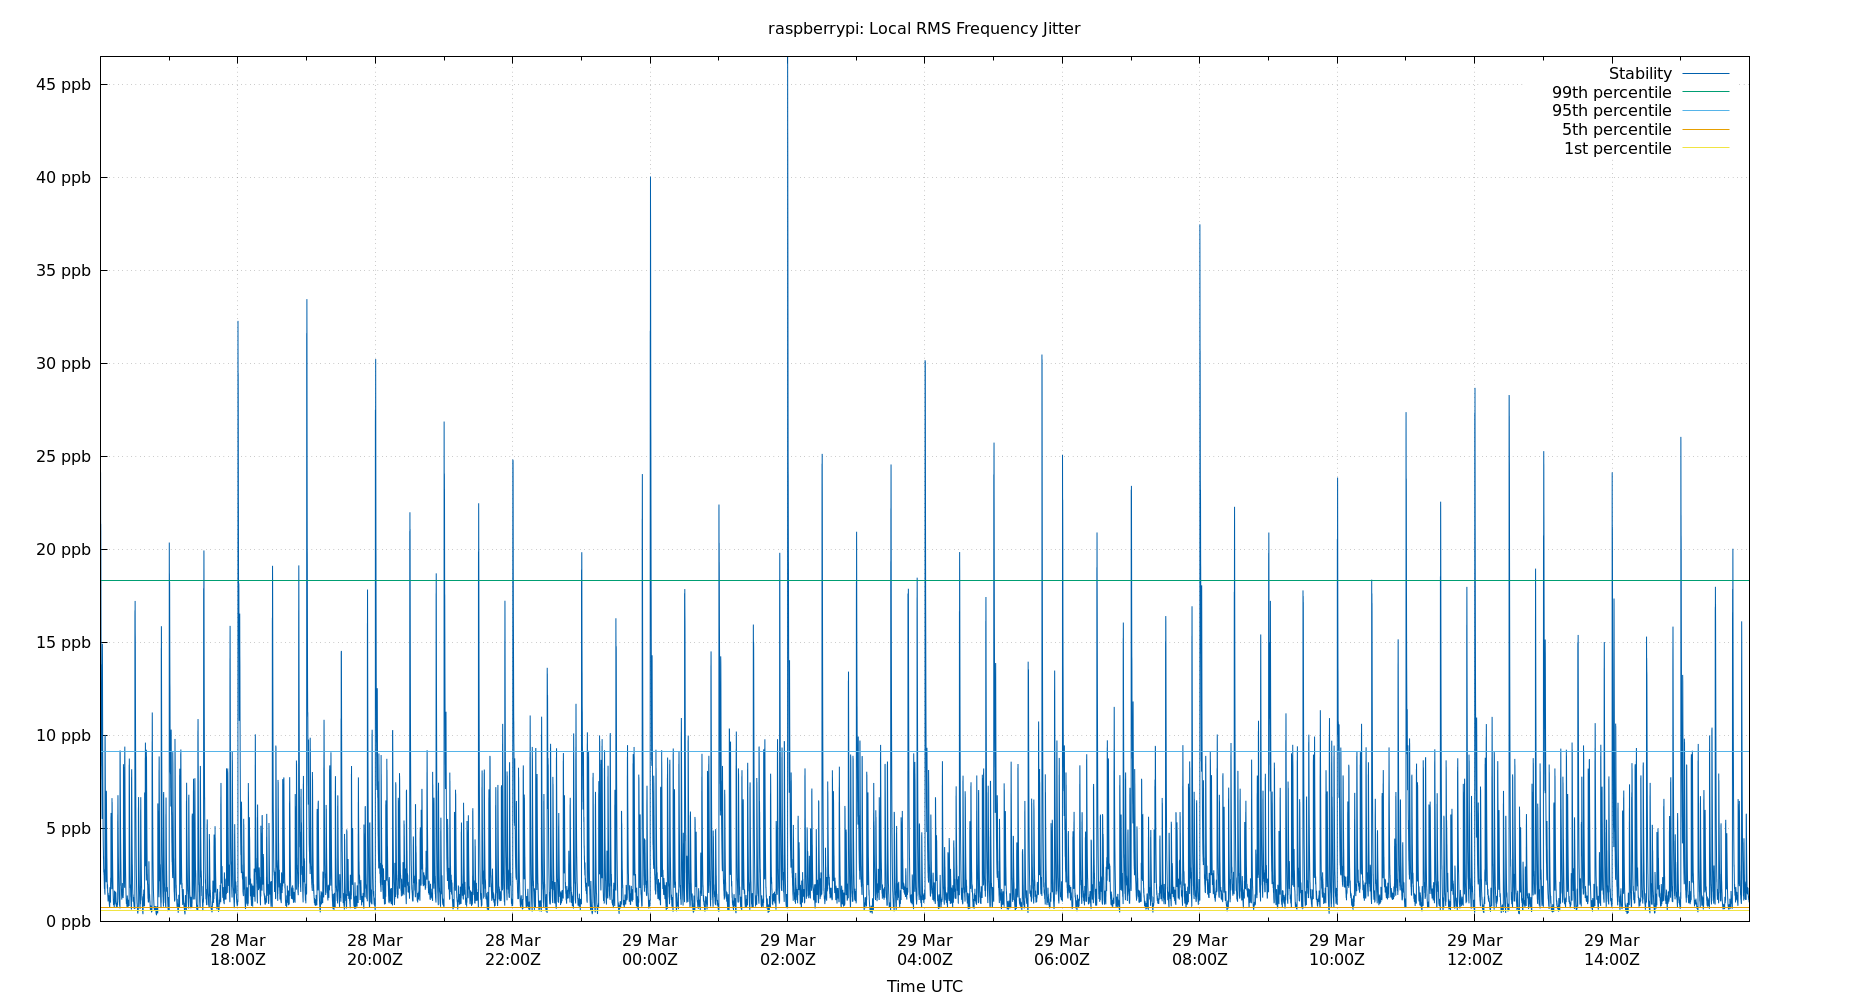 raspberrypi: Local RMS Frequency Jitter
Stability
99th percentile
95th percentile
5th percentile
1st percentile
45 ppb
40 ppb
35 ppb
30 ppb
25 ppb
20 ppb
15 ppb
10 ppb
5 ppb
0 ppb
28 Mar 28 Mar 28 Mar 29 Mar 29 Mar 29 Mar 29 Mar 29 Mar 29 Mar 29 Mar 29 Mar
18:00Z 20:00Z 22:00Z 00:00Z 02:00Z 04:00Z 06:00Z 08:00Z 10:00Z 12:00Z 14:00Z
Time UTC